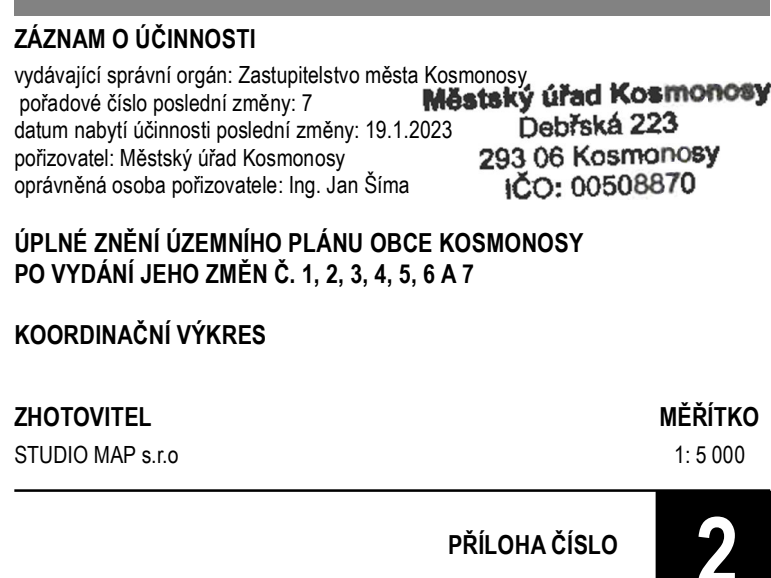 ZÁZNAM O ÚČINNOSTI
vydávající správní orgán: Zastupitelstvo města Kosmonosy
pořadové číslo poslední změny: 7
datum nabytí účinnosti poslední změny: 19.1.2023
pořizovatel: Městský úřad Kosmonosy
oprávněná osoba pořizovatele: Ing. Jan Šíma
Městský úřad Kosmonosy
Debřská 223
293 06 Kosmonosy
IČO: 00508870
ÚPLNÉ ZNĚNÍ ÚZEMNÍHO PLÁNU OBCE KOSMONOSY
PO VYDÁNÍ JEHO ZMĚN Č. 1, 2, 3, 4, 5, 6 A 7
KOORDINAČNÍ VÝKRES
ZHOTOVITEL MĚŘÍTKO
STUDIO MAP s.r.o 1: 5 000
PŘÍLOHA ČÍSLO 2